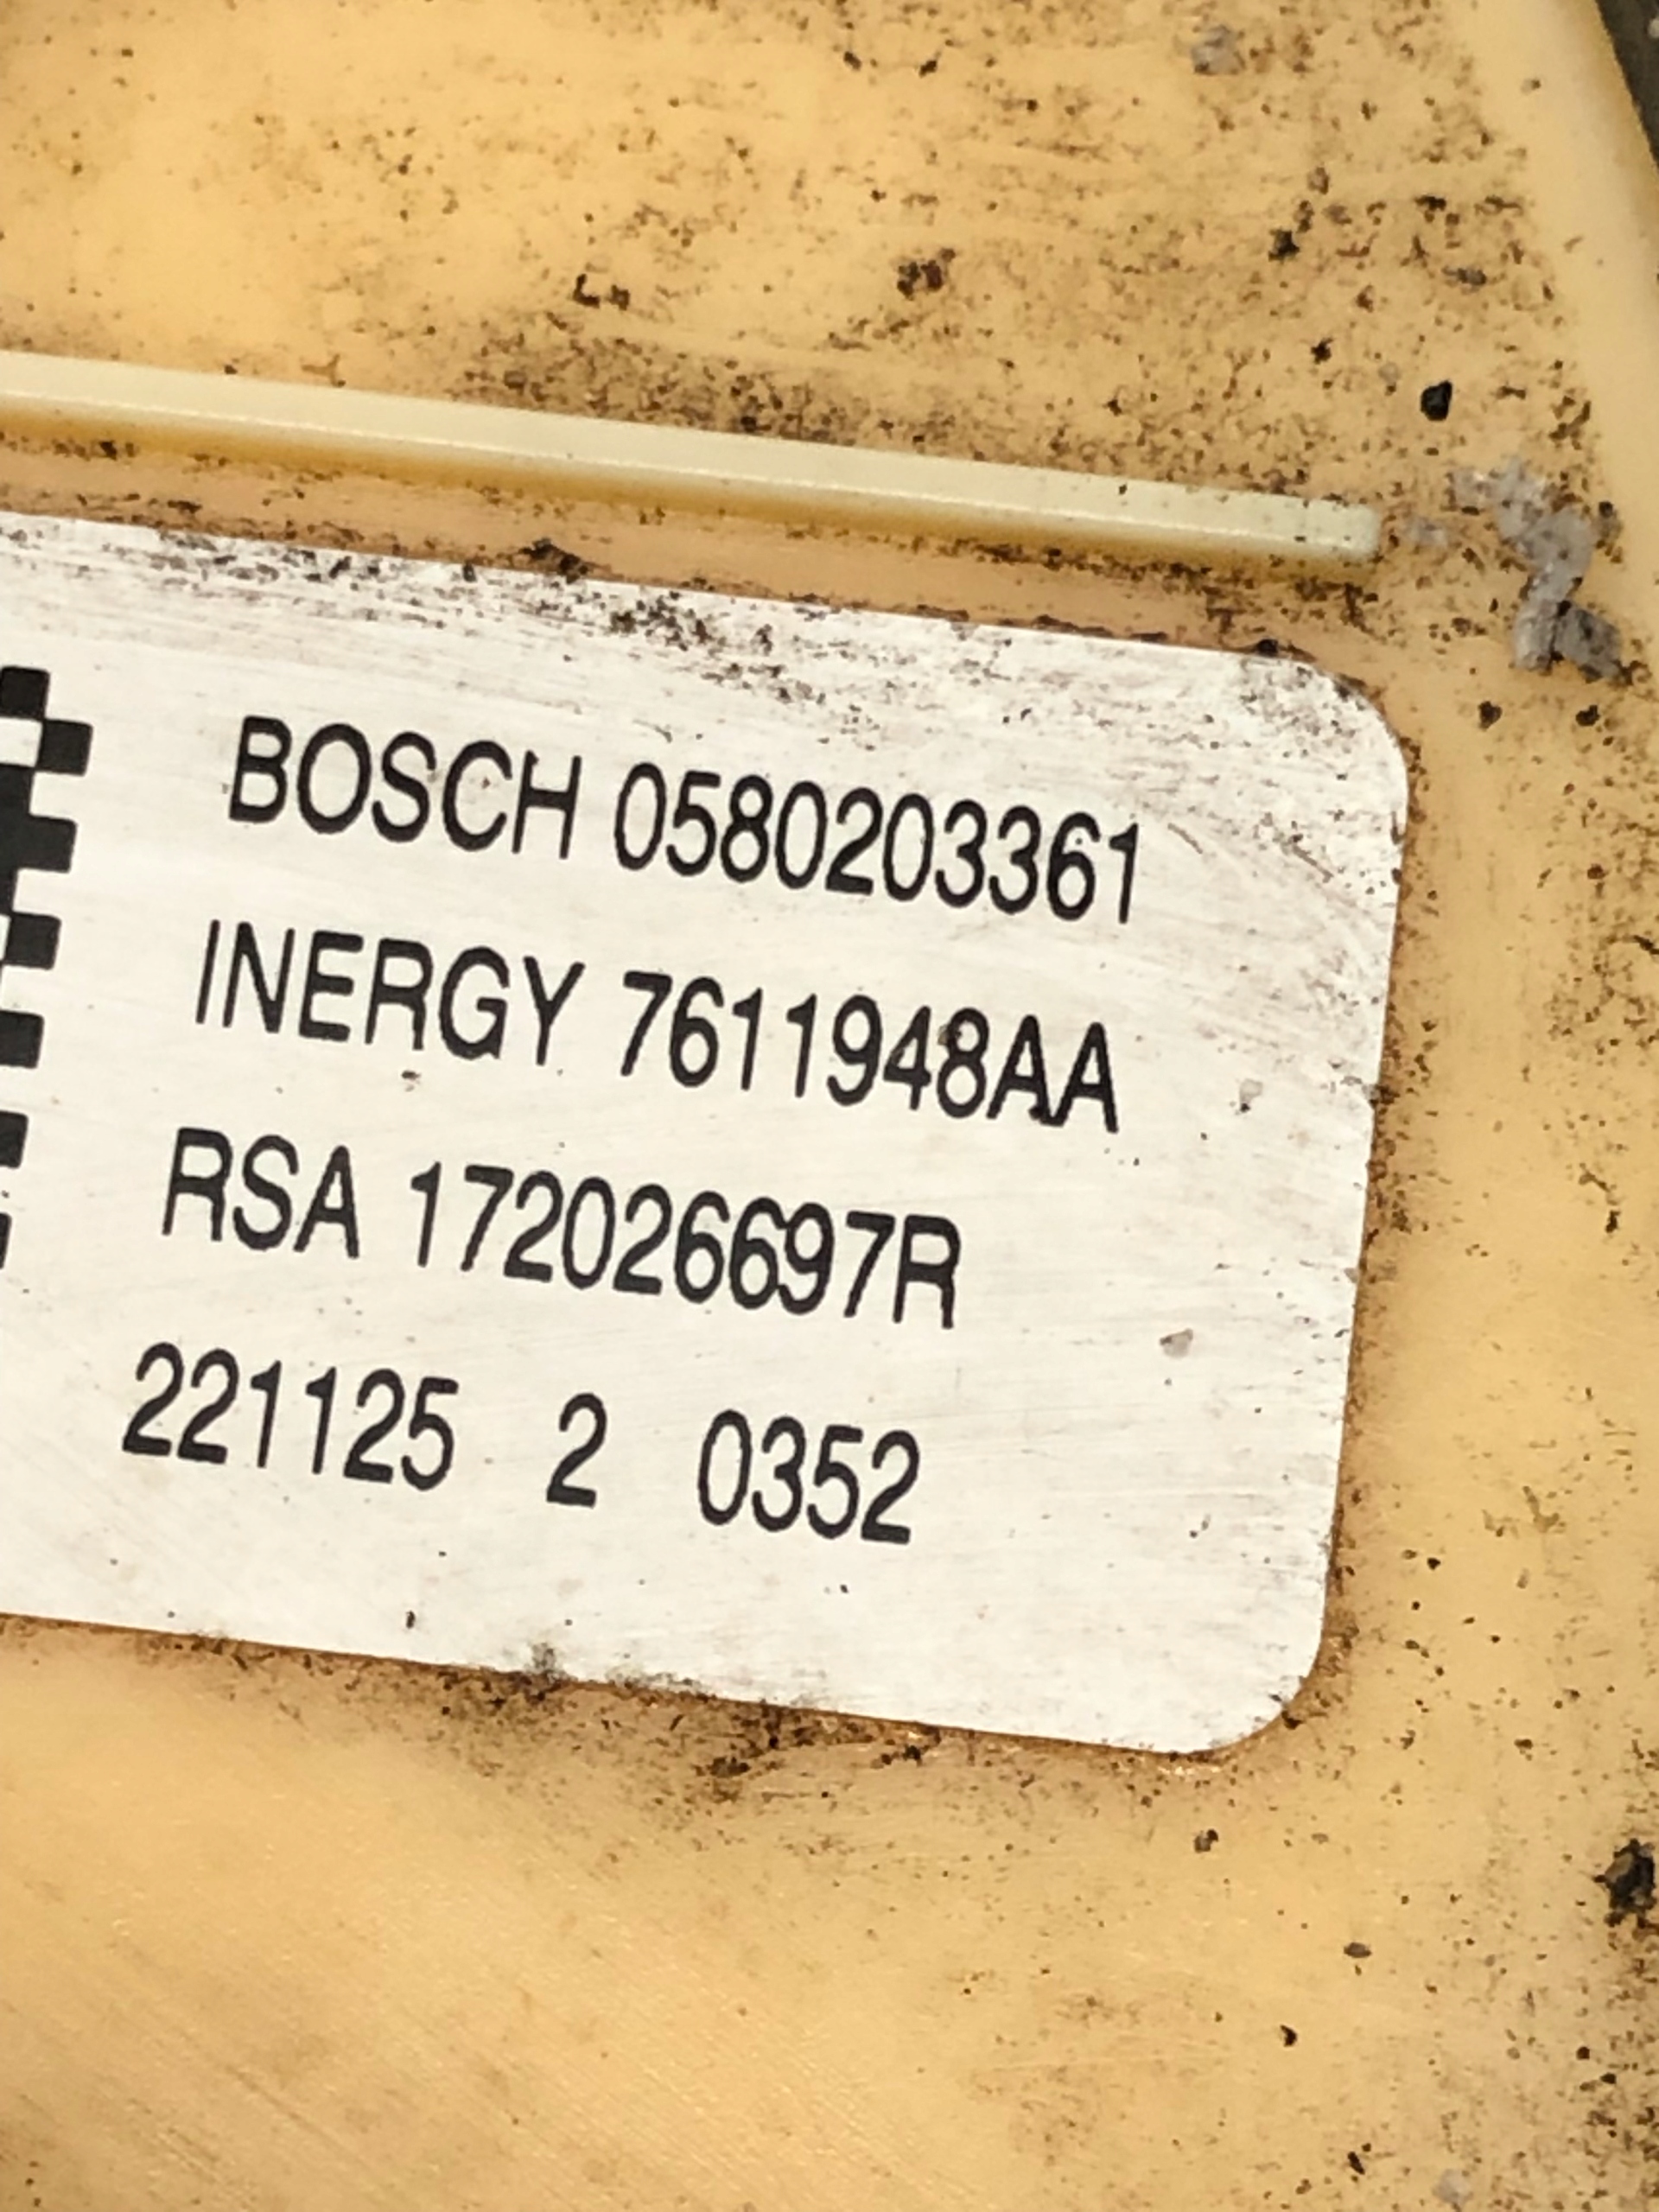 BOSCH 0580203361
INERGY 7611948AA
RSA 172026697R
221125 2 0352